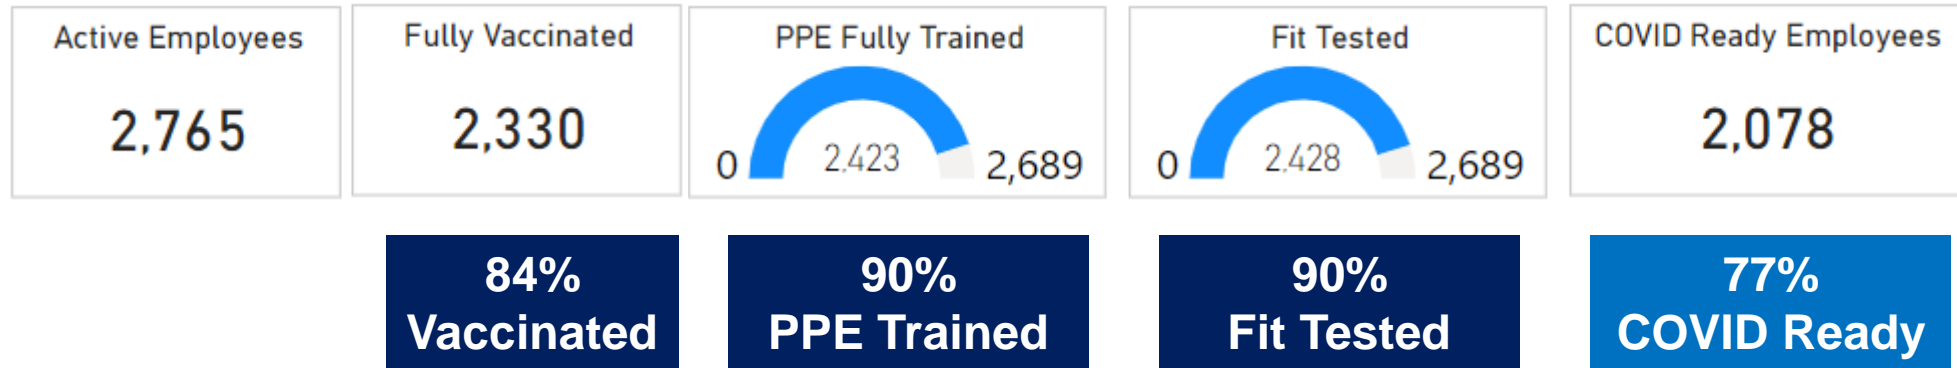 Active Employees
2,765
Fully Vaccinated
2,330
PPE Fully Trained
0
2,423
2,689
Fit Tested
0
2,428
2,689
COVID Ready Employees
2,078
84%
Vaccinated
90%
PPE Trained
90%
Fit Tested
77%
COVID Ready